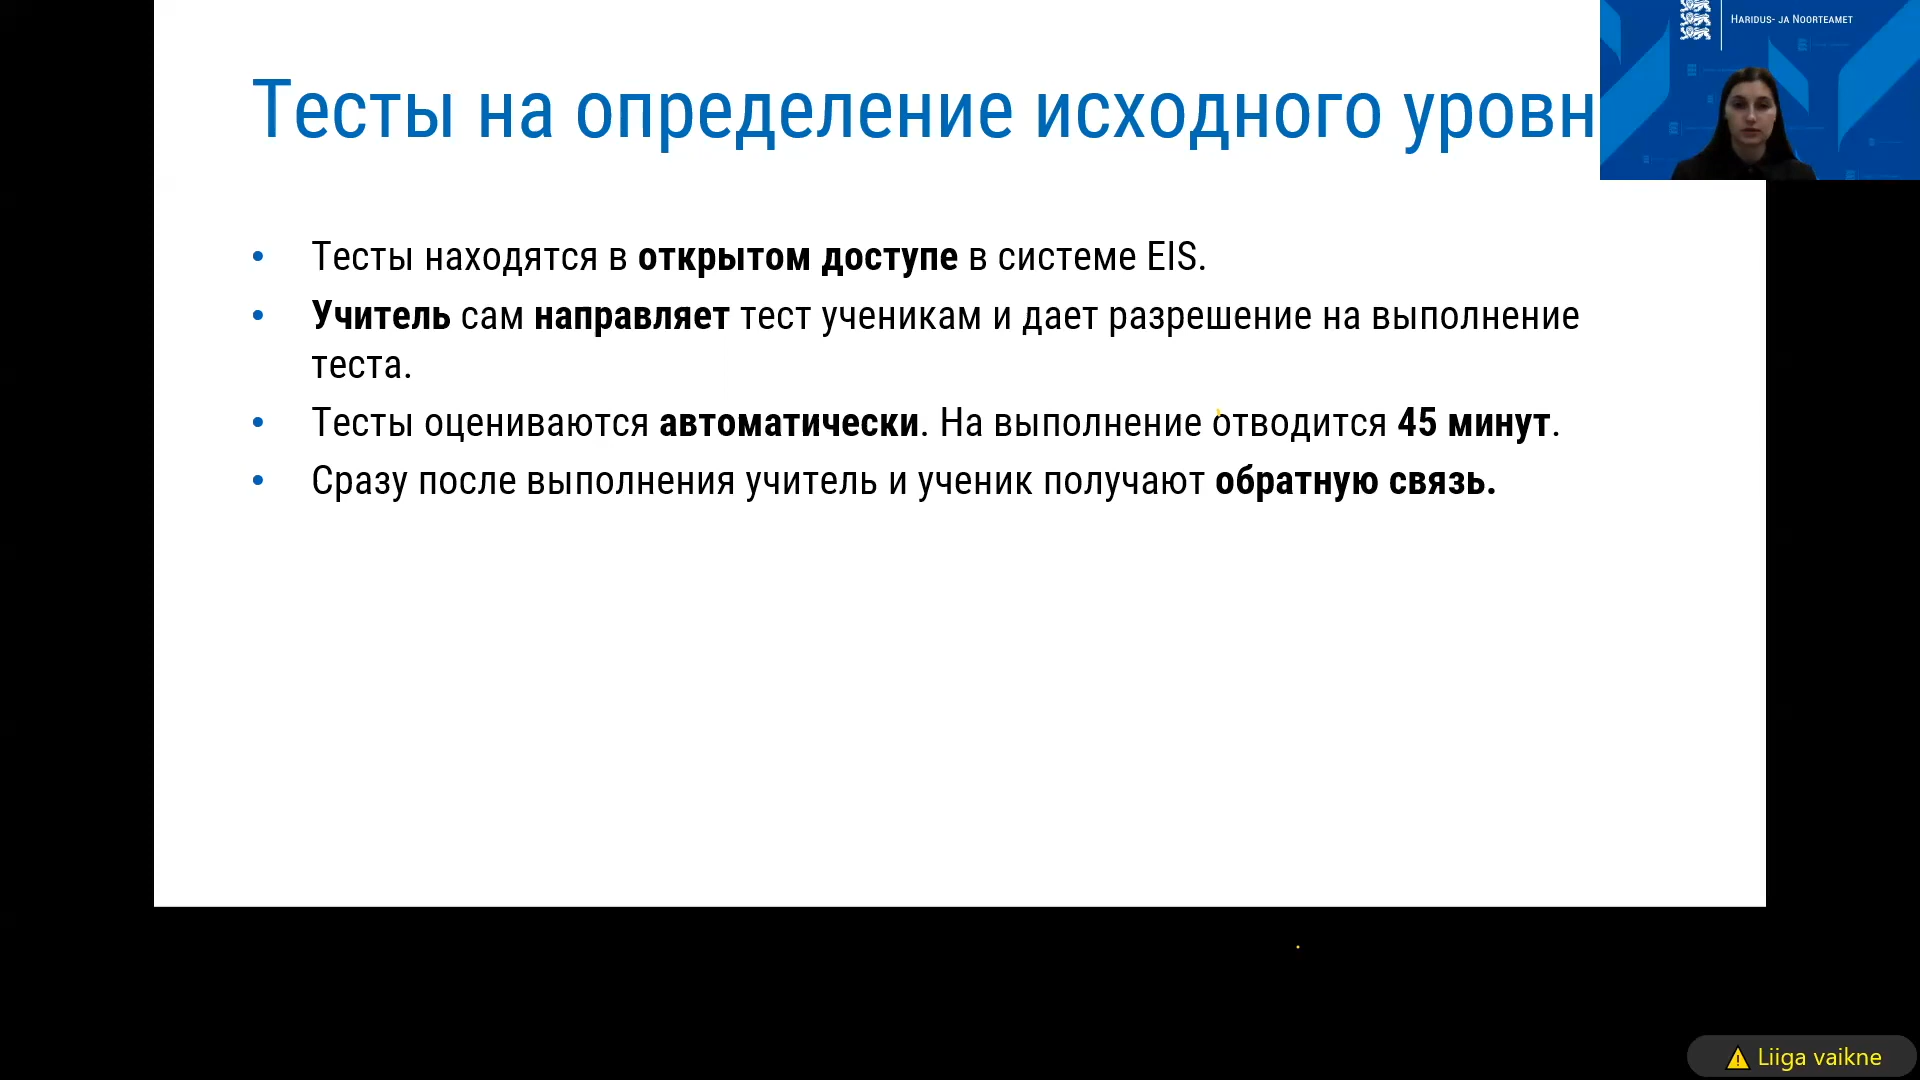 HARIDUS- JA NOORTEAMET
Тесты на определение исходного уровн
• Тесты находятся в открытом доступе в системе EIS.
• Учитель сам направляет тест ученикам и дает разрешение на выполнение
теста.
• Тесты оцениваются автоматически. На выполнение отводится 45 минут.
• Сразу после выполнения учитель и ученик получают обратную связь.
Liiga vaikne